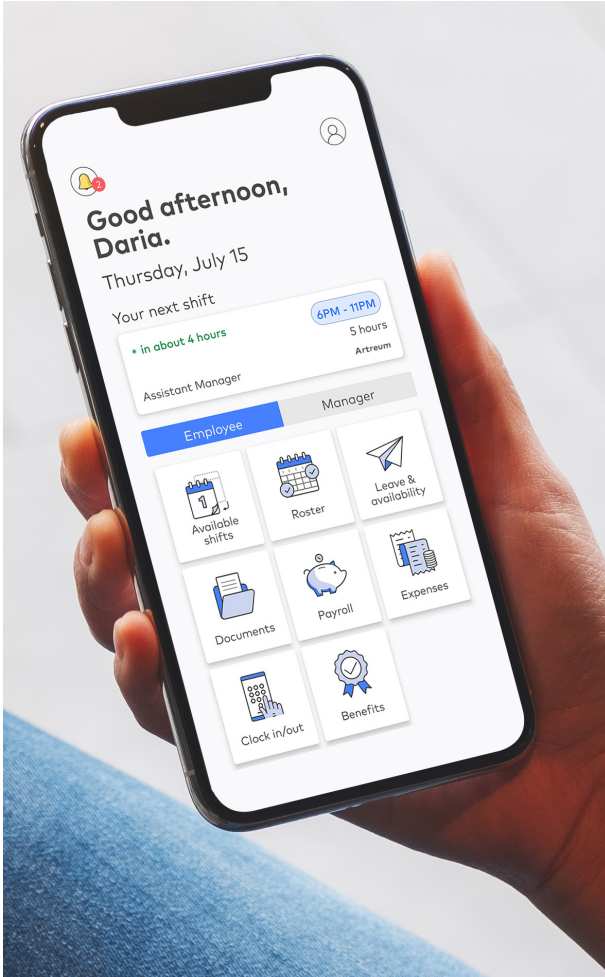 2
Good afternoon,
Daria.
Thursday, July 15
Your next shift
• in about 4 hours
6PM - 11PM
5 hours
Assistant Manager
Artreum
Employee
Manager
1
Available
shifts
Roster
Leave &
availability
Documents
Payroll
Expenses
Clock in/out
Benefits